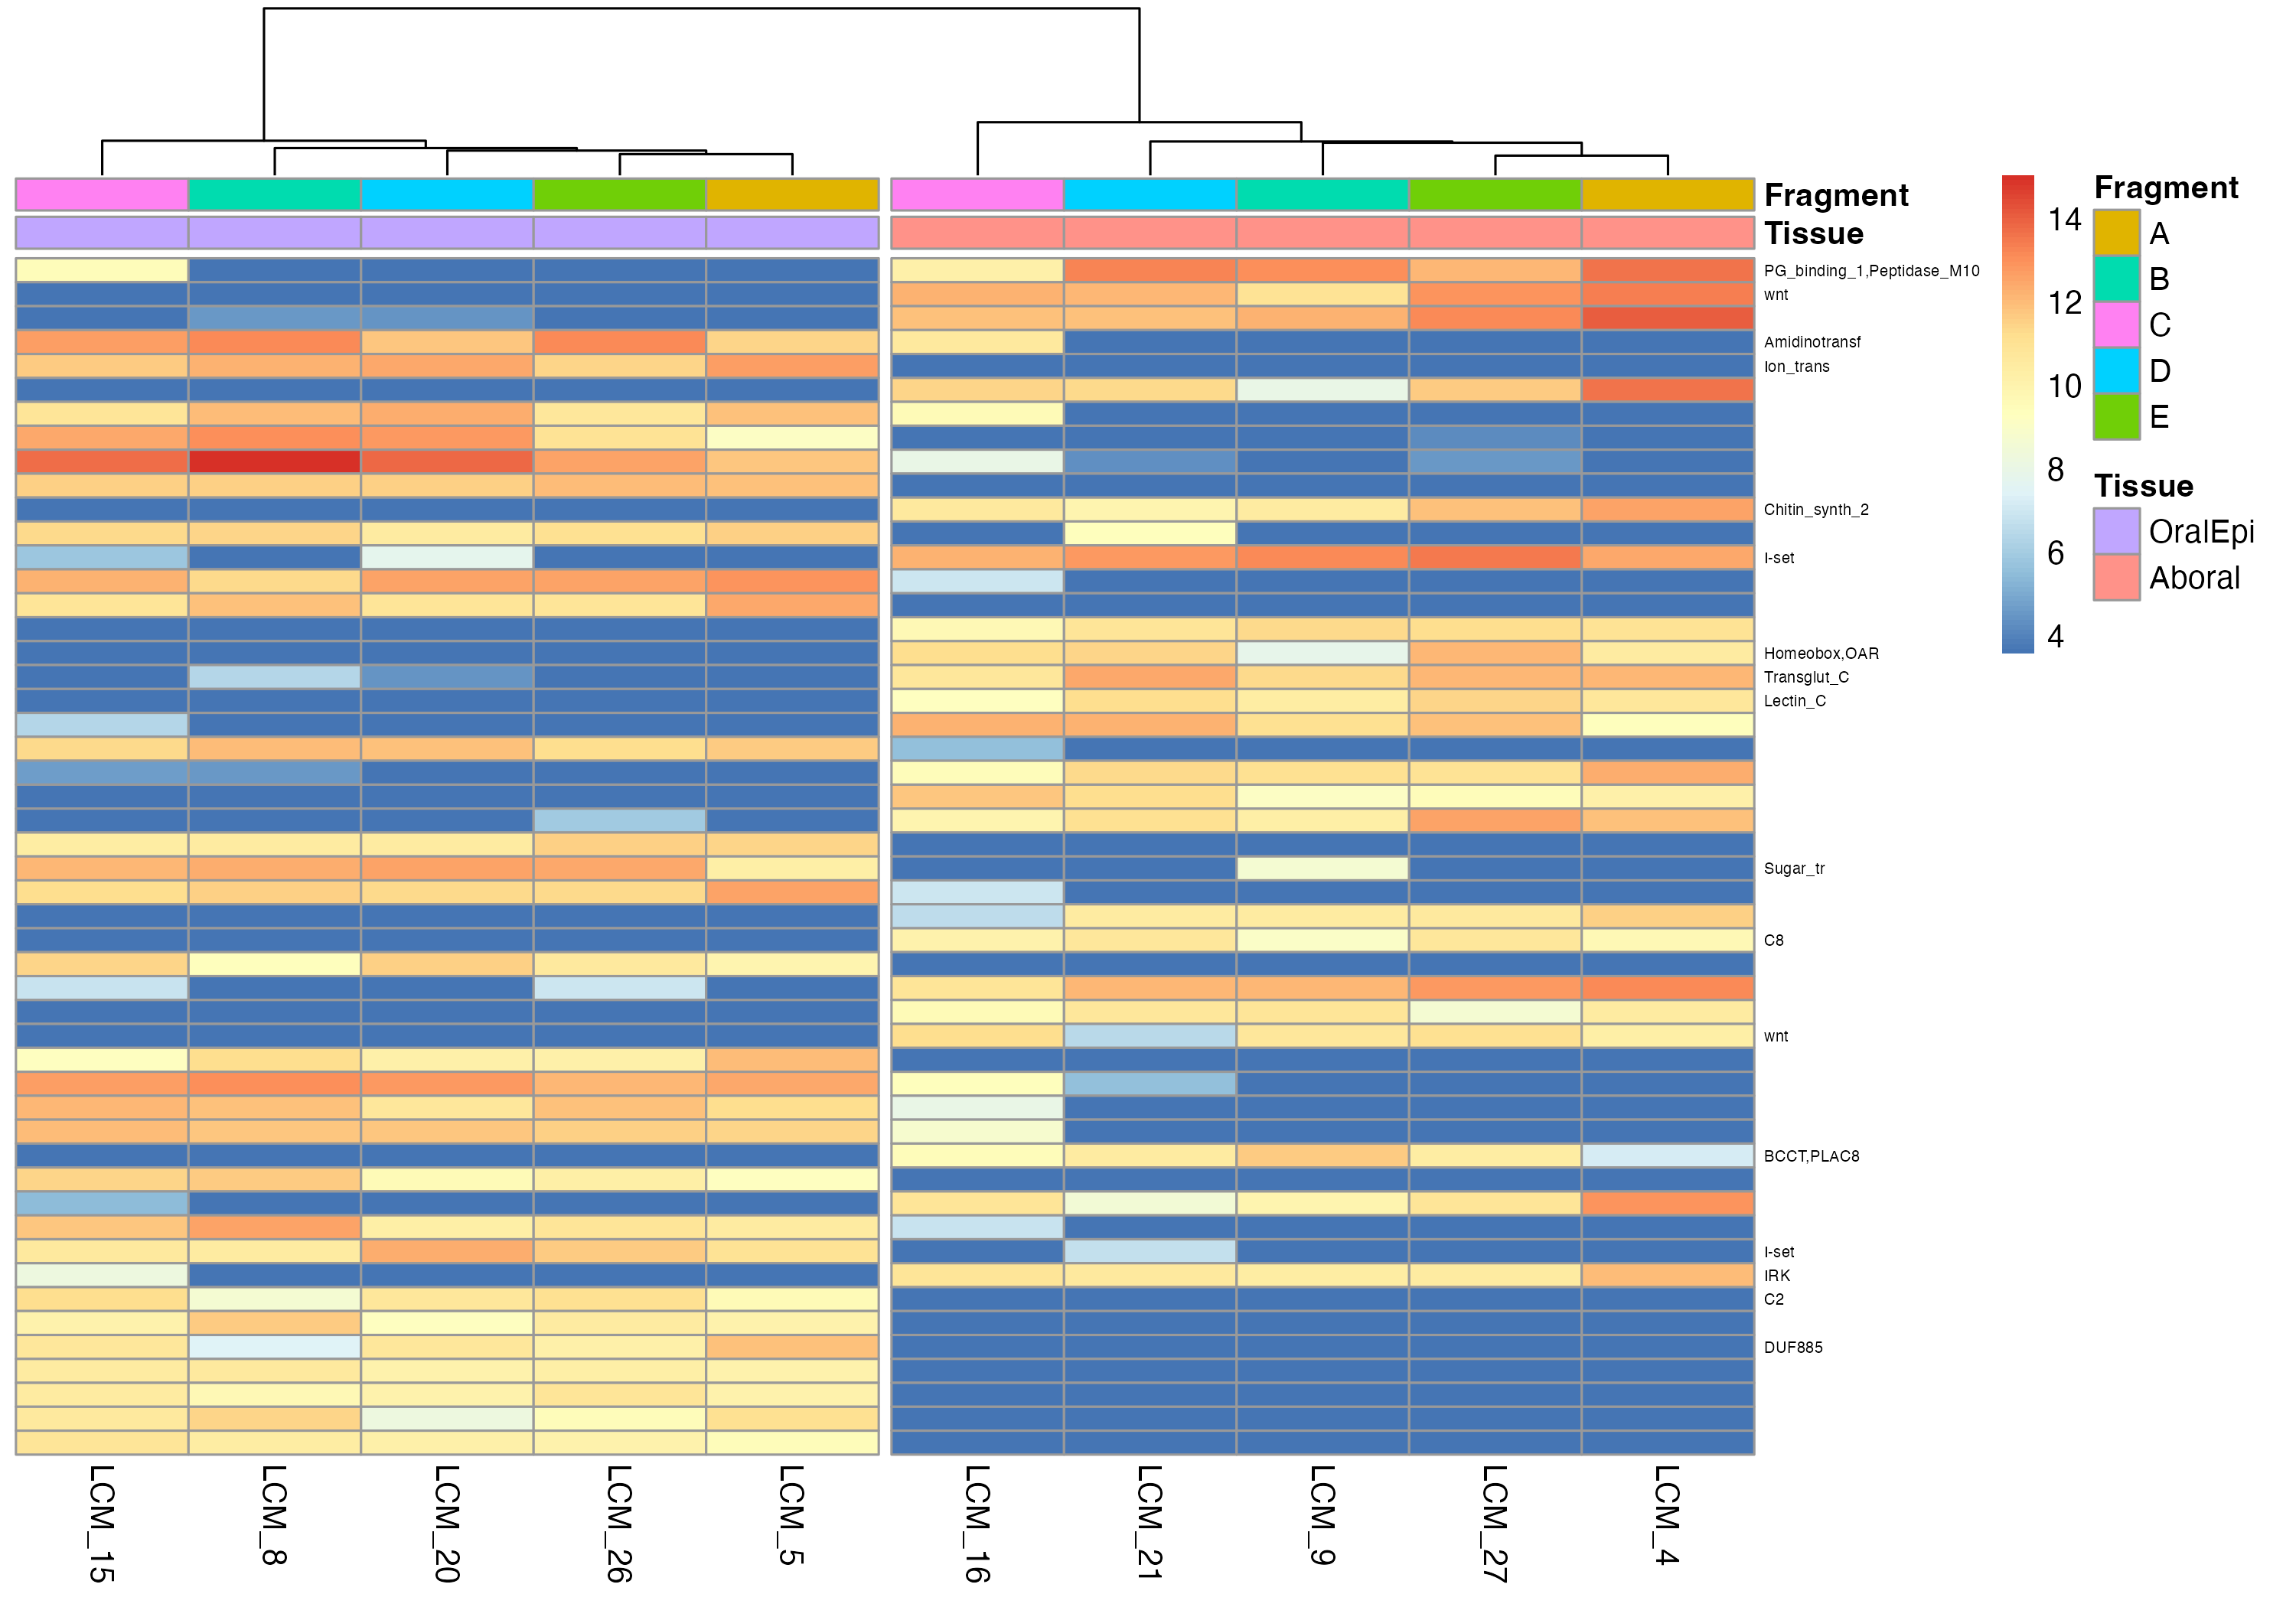 Fragment
Tissue
PG_binding_1,Peptidase_M10
wnt
Amidinotransf
Ion_trans
Chitin_synth_2
I-set
Homeobox,OAR
Transglut_C
Lectin_C
Sugar_tr
C8
wnt
BCCT,PLAC8
I-set
IRK
C2
DUF885
14
12
10
8
6
4
Fragment
A
B
C
D
E
Tissue
OralEpi
Aboral
LCM_15
LCM_8
LCM_20
LCM_26
LCM_5
LCM_16
LCM_21
LCM_9
LCM_27
LCM_4